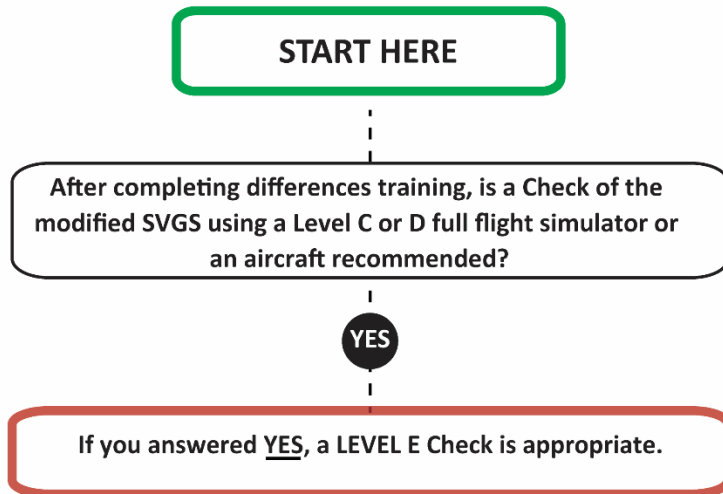 START HERE
After completing differences training, is a Check of the
modified SVGS using a Level C or D full flight simulator or
an aircraft recommended?
YES
If you answered YES, a LEVEL E Check is appropriate.